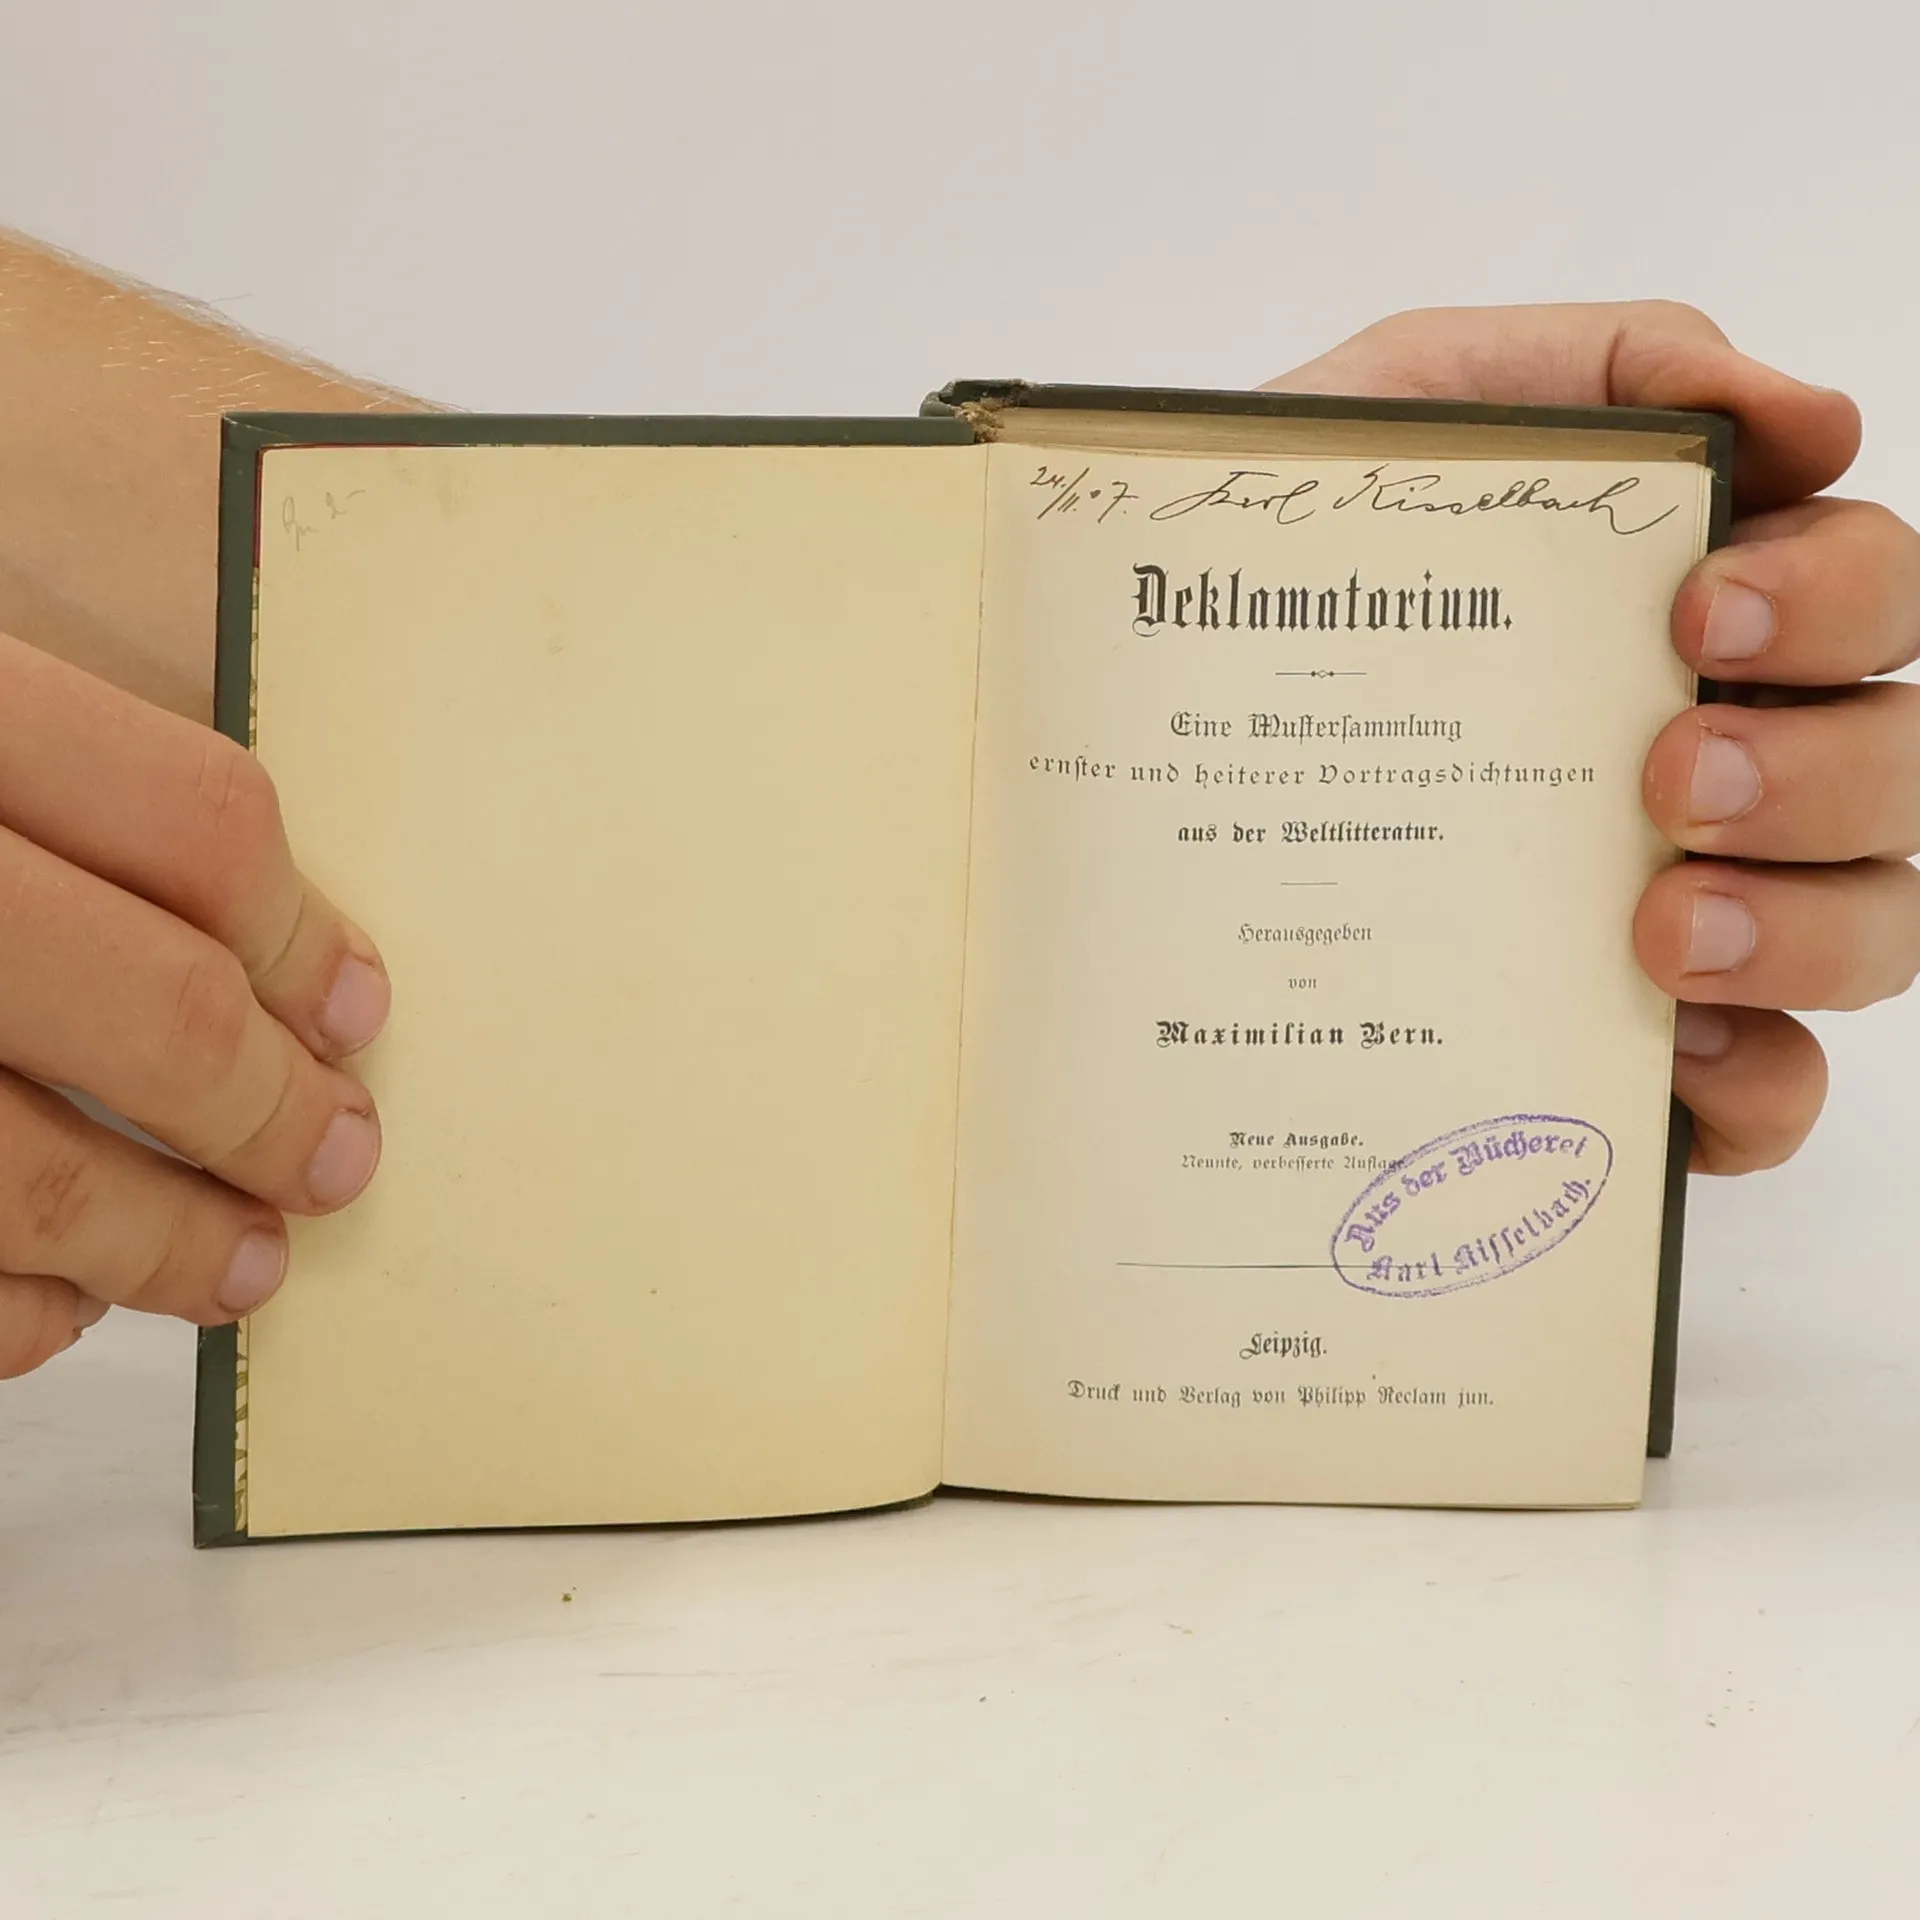 24./11.07. Karl Kisselbach
Deklamatorium.
Eine Musterſammlung
ernſter und heiterer Vortragsdichtungen
aus der Weltlitteratur.
Herausgegeben
von
Maximilian Bern.
Neue Ausgabe.
Neunte, verbeſſerte Auflage.
Aus der Bücherei
Karl Kiſſelbach.
Leipzig.
Druck und Verlag von Philipp Reclam jun.